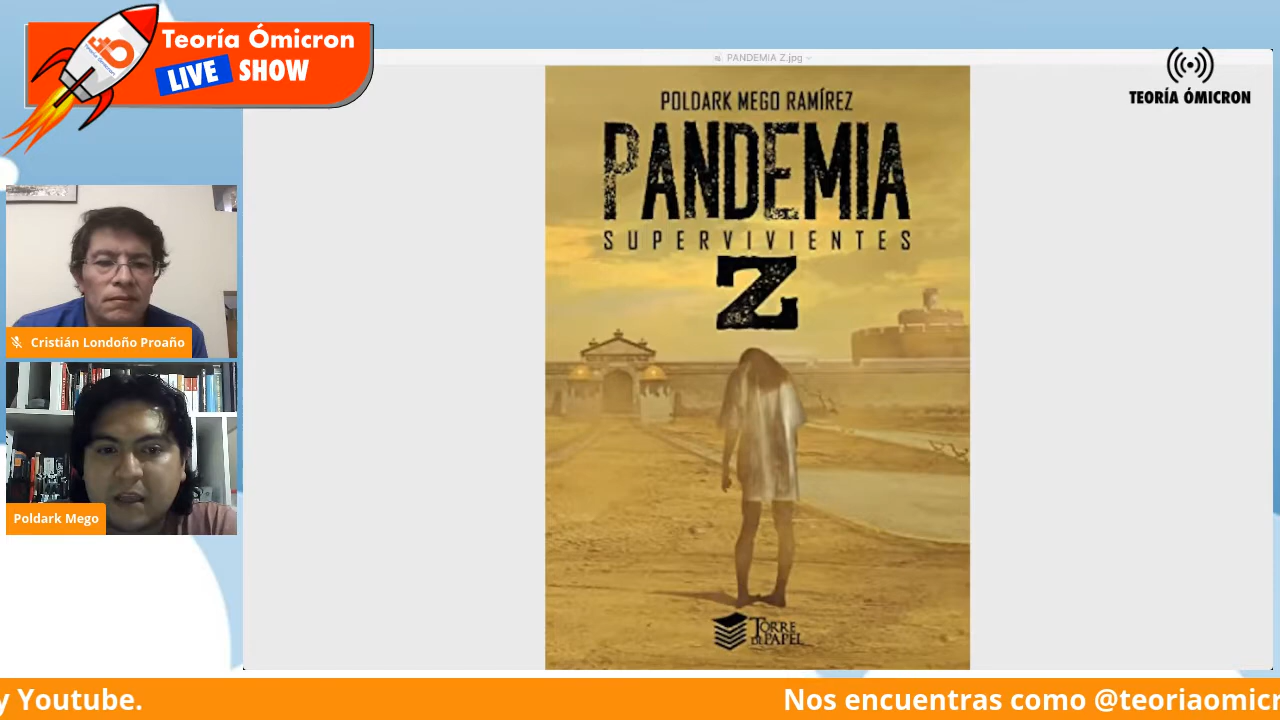 Teoría Ómicron
LIVE SHOW
PANDEMIA Z.jpg
TEORÍA ÓMICRON
POLDARK MEGO RAMÍREZ
PANDEMIA
SUPERVIVIENTES
Z
Cristián Londoño Proaño
Poldark Mego
TORRE
DE PAPEL
y Youtube.
Nos encuentras como @teoriaomicr